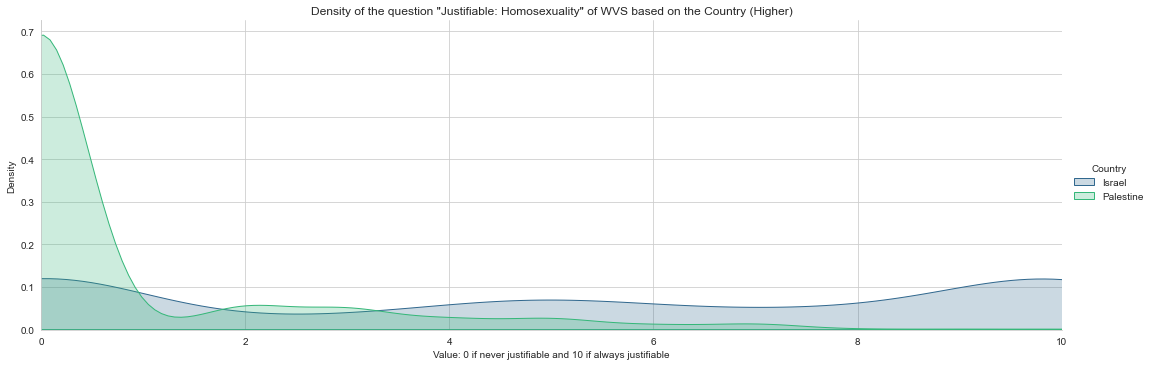 Density of the question "Justifiable: Homosexuality" of WVS based on the Country (Higher)
0.7
0.6
0.5
0.4
0.3
0.2
0.1
0.0
Density
0 2 4 6 8 10
Value: 0 if never justifiable and 10 if always justifiable
Country
Israel
Palestine